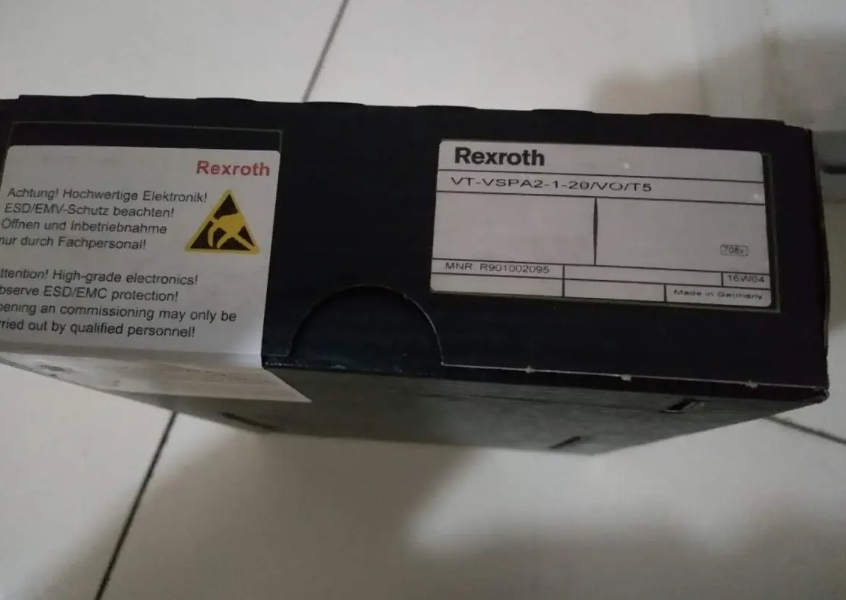 Rexroth
Achtung! Hochwertige Elektronik!
ESD/EMV-Schutz beachten!
Öffnen und Inbetriebnahme
nur durch Fachpersonal!
ttention! High-grade electronics!
bserve ESD/EMC protection!
pening an commissioning may only be
rried out by qualified personnel!
Rexroth
VT-VSPA2-1-20/VO/T5
MNR R901002095
16W04
Made in Germany